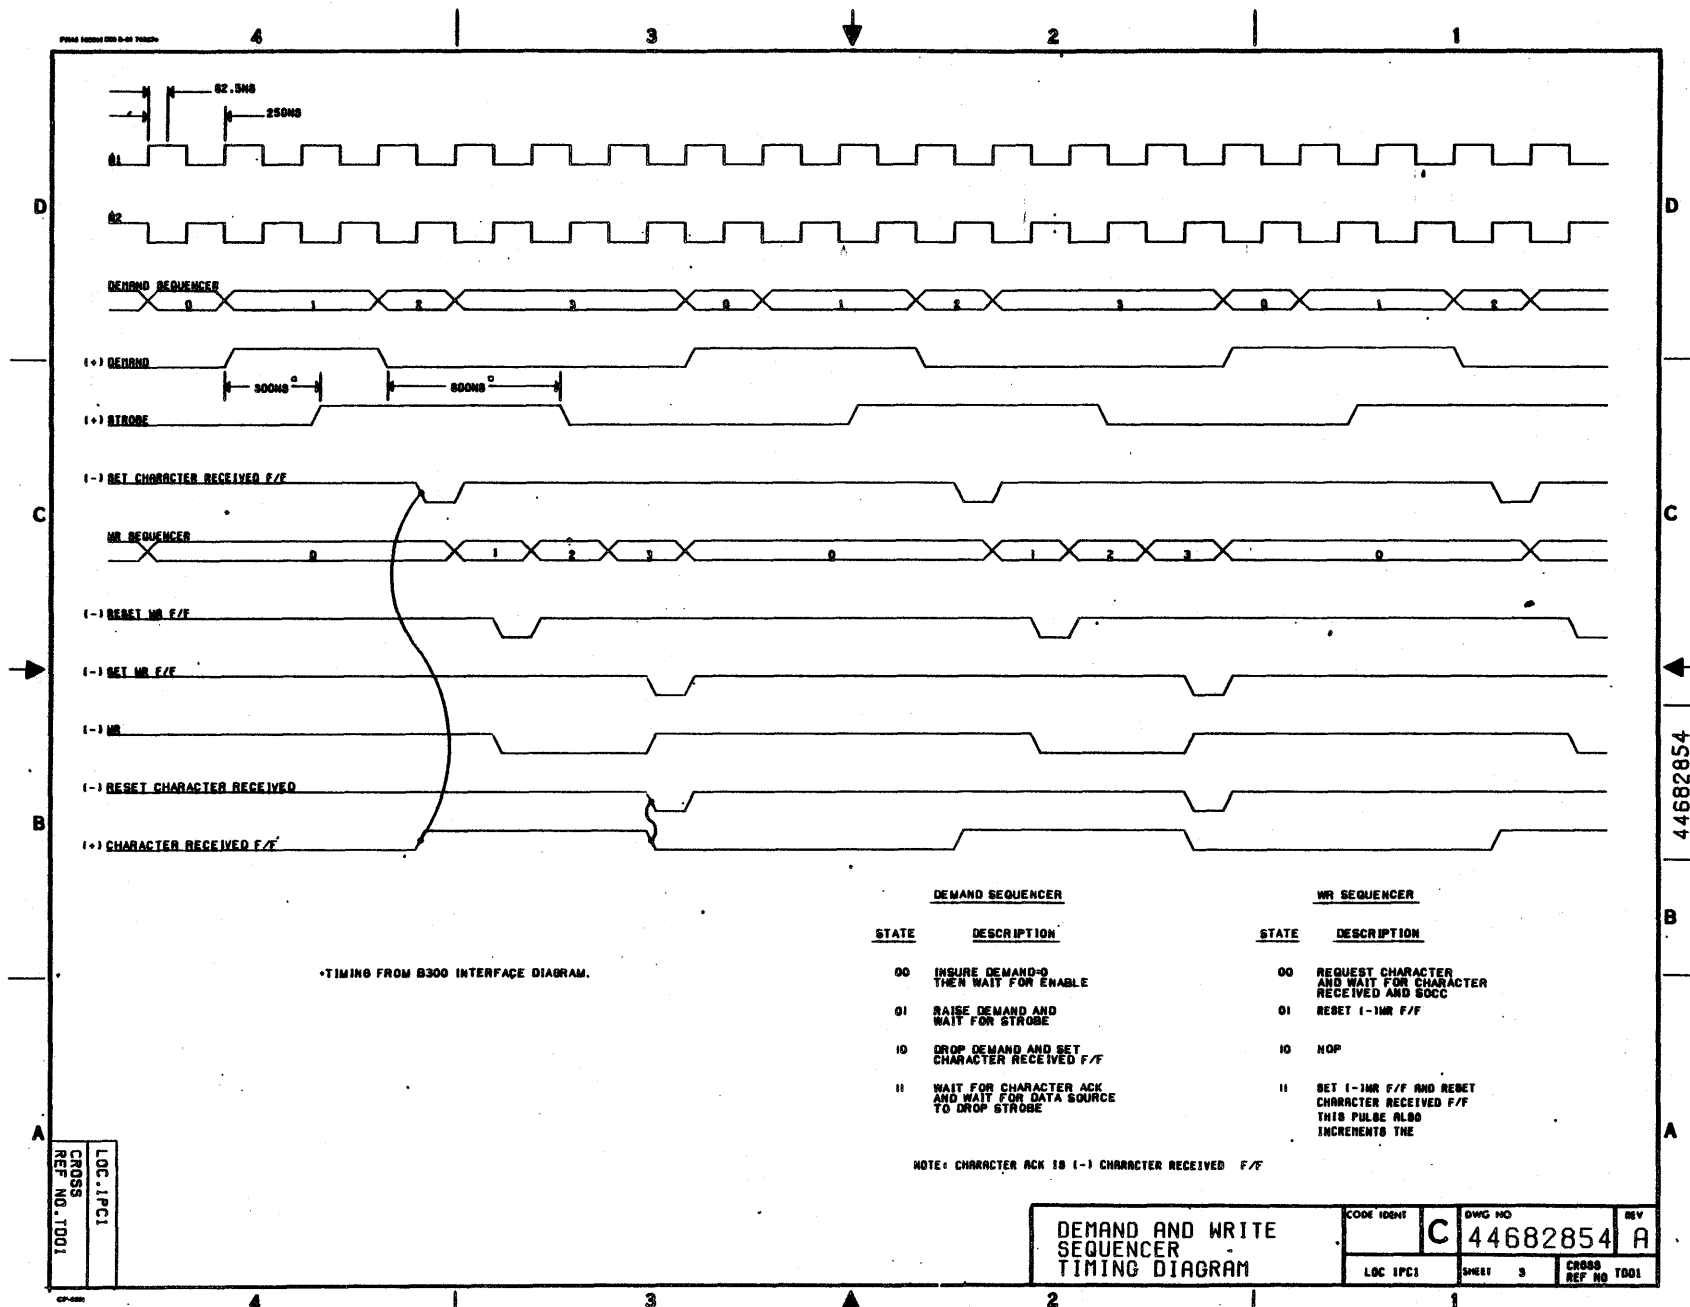 4 3 2 1
62.5NS
250NS
Ø1
D D
Ø2
DEMAND SEQUENCER
0 1 2 3 0 1 2 3 0 1 2
(+) DEMAND
300NS 800NS
(+) STROBE
(-) SET CHARACTER RECEIVED F/F
C C
WR SEQUENCER
0 1 2 3 0 1 2 3 0
(-) RESET WR F/F
(-) SET WR F/F
(-) WR
(-) RESET CHARACTER RECEIVED
B
(+) CHARACTER RECEIVED F/F
44682854
DEMAND SEQUENCER
STATE DESCRIPTION
00 INSURE DEMAND=0
THEN WAIT FOR ENABLE
01 RAISE DEMAND AND
WAIT FOR STROBE
10 DROP DEMAND AND SET
CHARACTER RECEIVED F/F
11 WAIT FOR CHARACTER ACK
AND WAIT FOR DATA SOURCE
TO DROP STROBE
WR SEQUENCER
STATE DESCRIPTION
00 REQUEST CHARACTER
AND WAIT FOR CHARACTER
RECEIVED AND SOCC
01 RESET (-)WR F/F
10 NOP
11 SET (-)WR F/F AND RESET
CHARACTER RECEIVED F/F
THIS PULSE ALSO
INCREMENTS THE
B
*TIMING FROM B300 INTERFACE DIAGRAM.
A A
NOTE: CHARACTER ACK IS (-) CHARACTER RECEIVED F/F
LOC.IPC1
CROSS
REF NO.TD01
DEMAND AND WRITE
SEQUENCER
TIMING DIAGRAM
CODE IDENT
C
DWG NO
44682854
REV
A
LOC IPC1
SHEET 3
CROSS
REF NO TD01
4 3 2 1